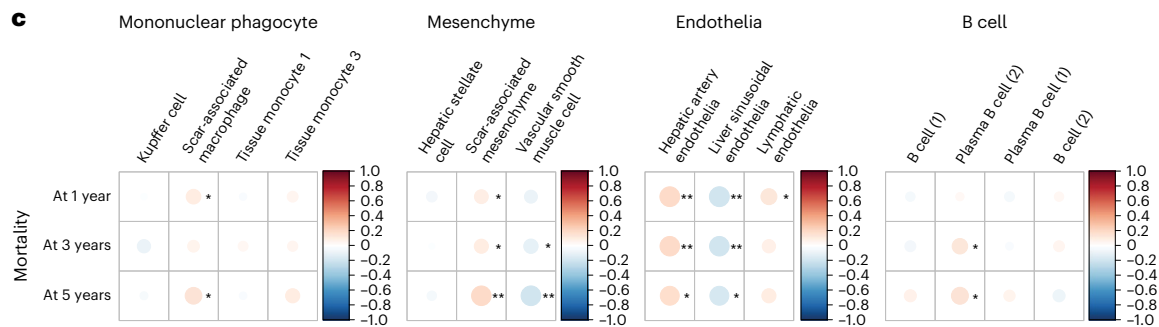 c
Mononuclear phagocyte
Mesenchyme
Endothelia
B cell
Kupffer cell
Scar-associated
macrophage
Tissue monocyte 1
Tissue monocyte 3
Hepatic stellate
cell
Scar-associated
mesenchyme
Vascular smooth
muscle cell
Hepatic artery
endothelia
Liver sinusoidal
endothelia
Lymphatic
endothelia
B cell (1)
Plasma B cell (2)
Plasma B cell (1)
B cell (2)
Mortality
At 1 year
* * ** ** *
At 3 years
* * ** ** *
At 5 years
* ** ** * * *
1.0
0.8
0.6
0.4
0.2
0
−0.2
−0.4
−0.6
−0.8
−1.0
1.0
0.8
0.6
0.4
0.2
0
−0.2
−0.4
−0.6
−0.8
−1.0
1.0
0.8
0.6
0.4
0.2
0
−0.2
−0.4
−0.6
−0.8
−1.0
1.0
0.8
0.6
0.4
0.2
0
−0.2
−0.4
−0.6
−0.8
−1.0